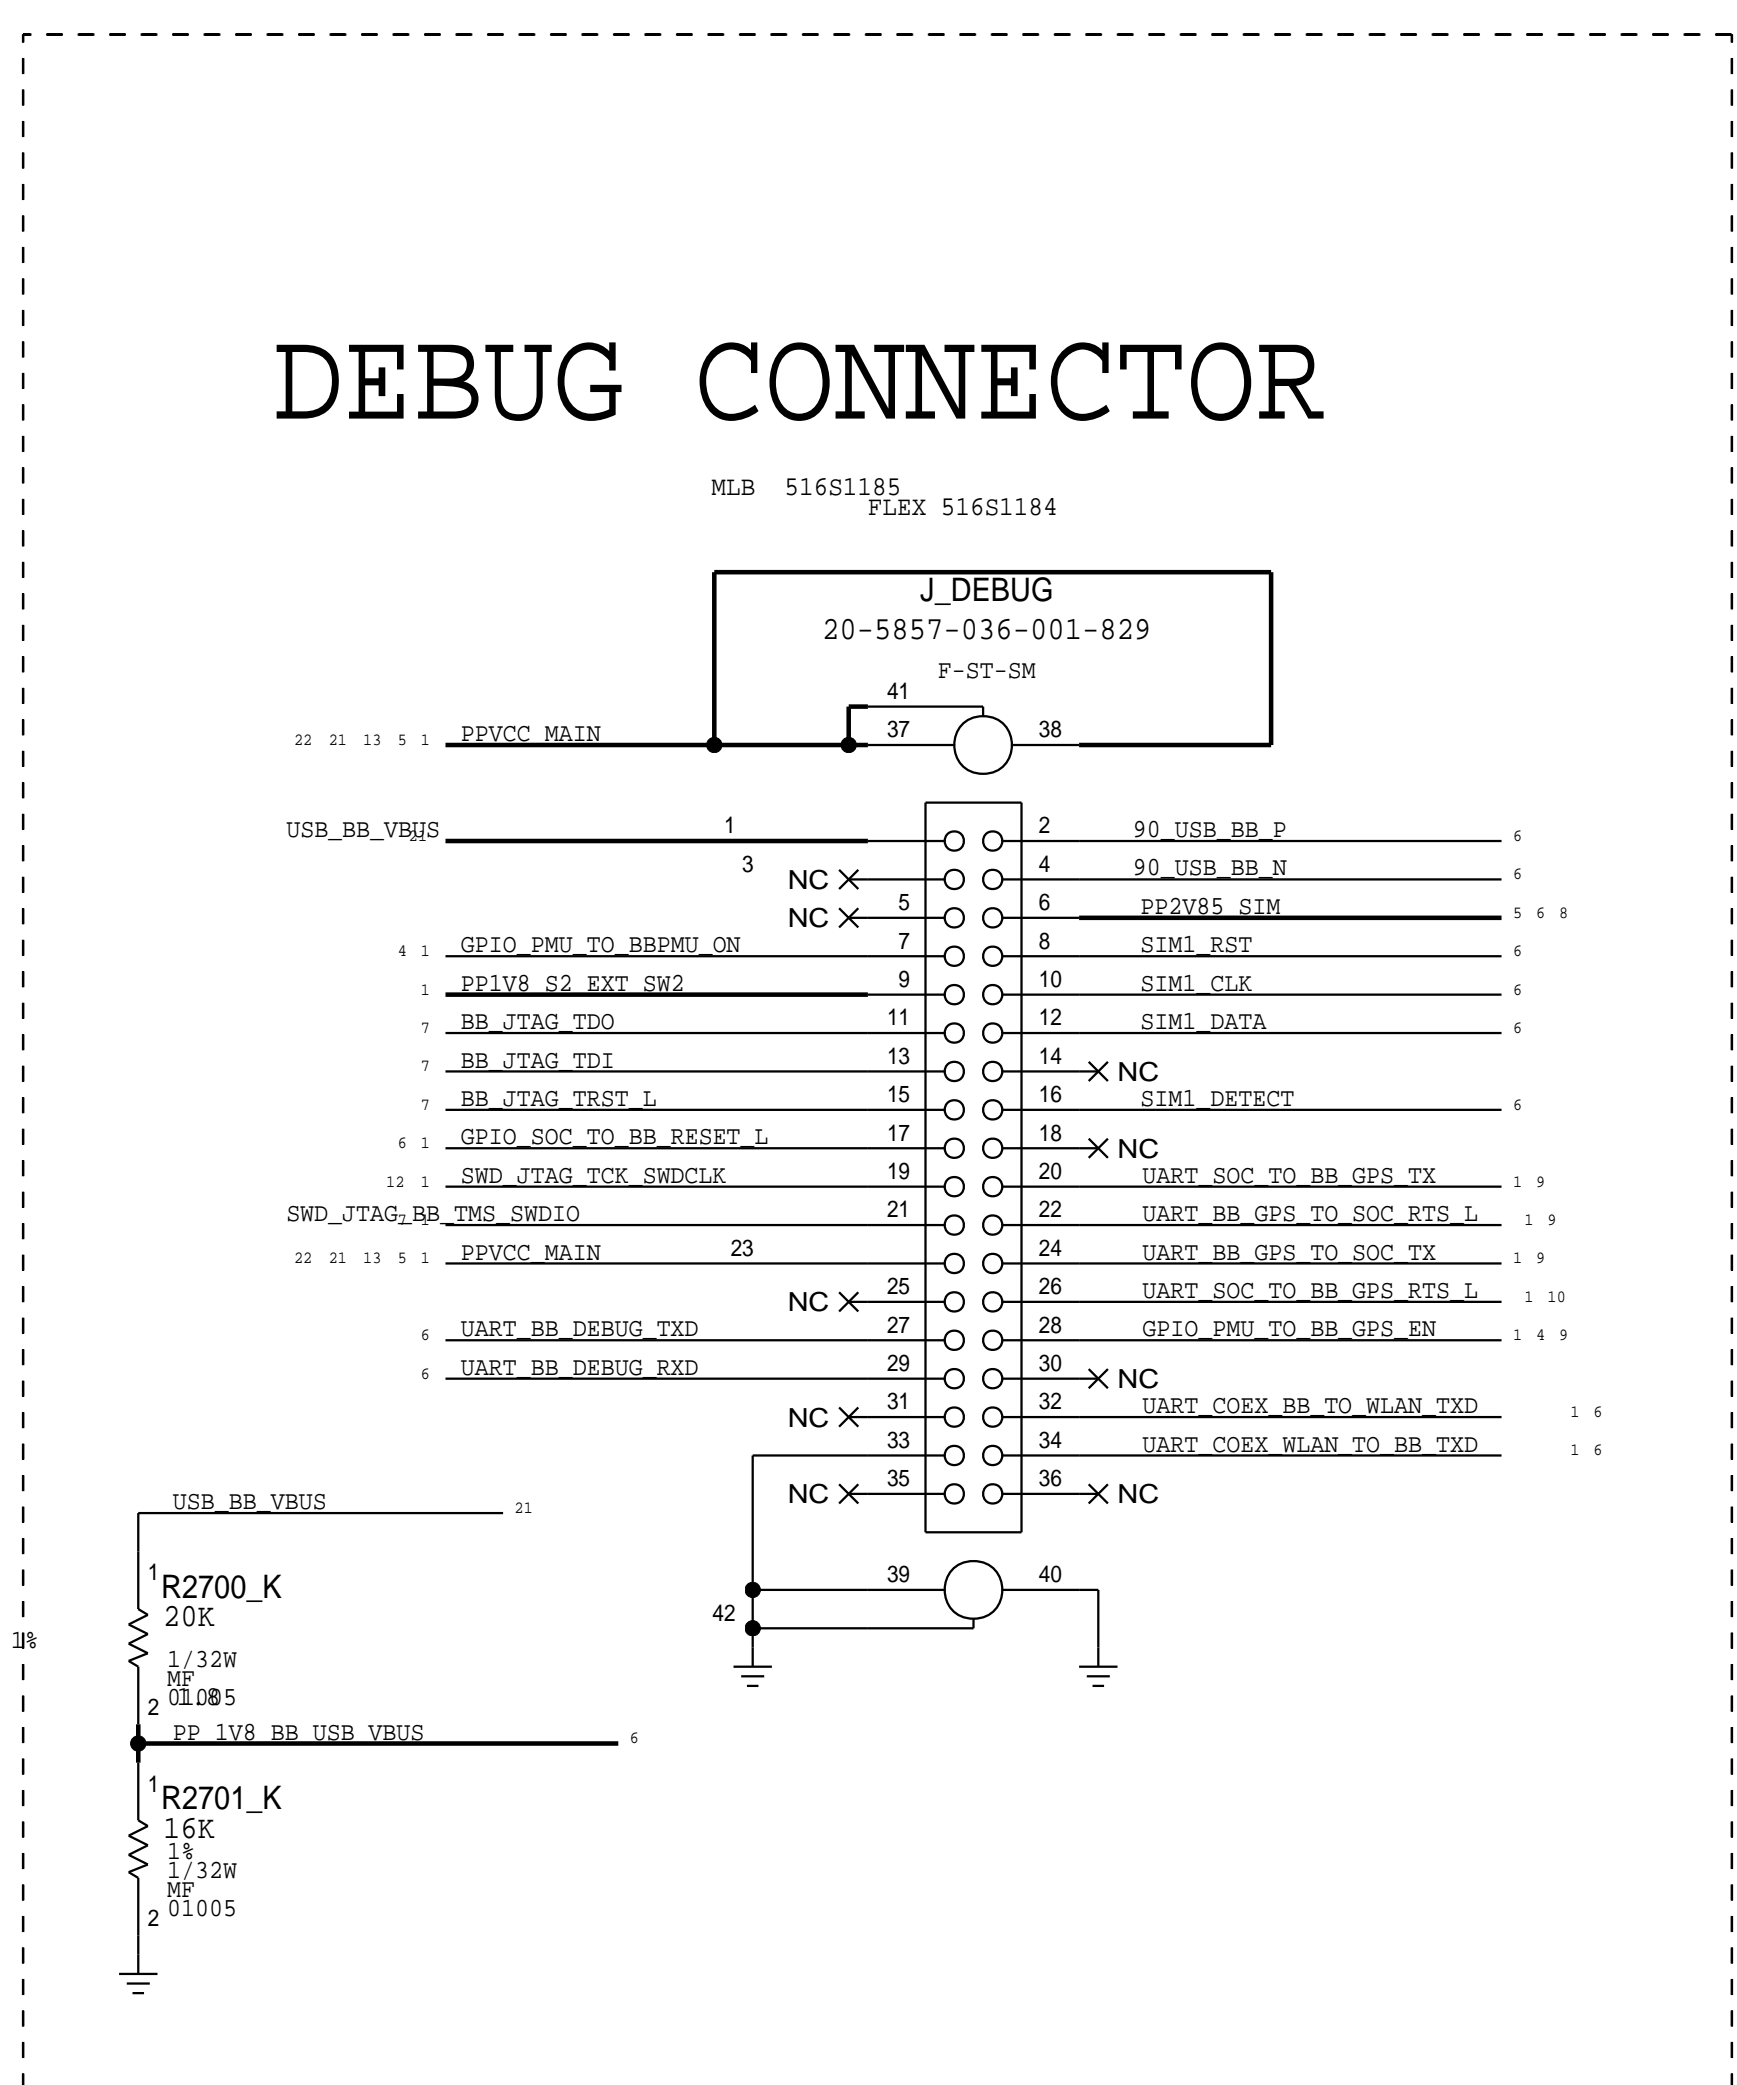 DEBUG CONNECTOR
MLB 516S1185
FLEX 516S1184
J_DEBUG
20-5857-036-001-829
F-ST-SM
41
22 21 13 5 1 PPVCC_MAIN 37 38
USB_BB_VBUS 21 1 2 90_USB_BB_P 6
3 NC 4 90_USB_BB_N 6
NC 5 6 PP2V85_SIM 5 6 8
4 1 GPIO_PMU_TO_BBPMU_ON 7 8 SIM1_RST 6
1 PP1V8_S2_EXT_SW2 9 10 SIM1_CLK 6
7 BB_JTAG_TDO 11 12 SIM1_DATA 6
7 BB_JTAG_TDI 13 14 NC
7 BB_JTAG_TRST_L 15 16 SIM1_DETECT 6
6 1 GPIO_SOC_TO_BB_RESET_L 17 18 NC
12 1 SWD_JTAG_TCK_SWDCLK 19 20 UART_SOC_TO_BB_GPS_TX 1 9
SWD_JTAG_BB_TMS_SWDIO 7 1 21 22 UART_BB_GPS_TO_SOC_RTS_L 1 9
22 21 13 5 1 PPVCC_MAIN 23 24 UART_BB_GPS_TO_SOC_TX 1 9
NC 25 26 UART_SOC_TO_BB_GPS_RTS_L 1 10
6 UART_BB_DEBUG_TXD 27 28 GPIO_PMU_TO_BB_GPS_EN 1 4 9
6 UART_BB_DEBUG_RXD 29 30 NC
NC 31 32 UART_COEX_BB_TO_WLAN_TXD 1 6
33 34 UART_COEX_WLAN_TO_BB_TXD 1 6
NC 35 36 NC
USB_BB_VBUS 21
39 40
42
1 R2700_K
20K
1%
1/32W
MF
01005
1.8
2
PP_1V8_BB_USB_VBUS 6
1 R2701_K
16K
1%
1/32W
MF
01005
2